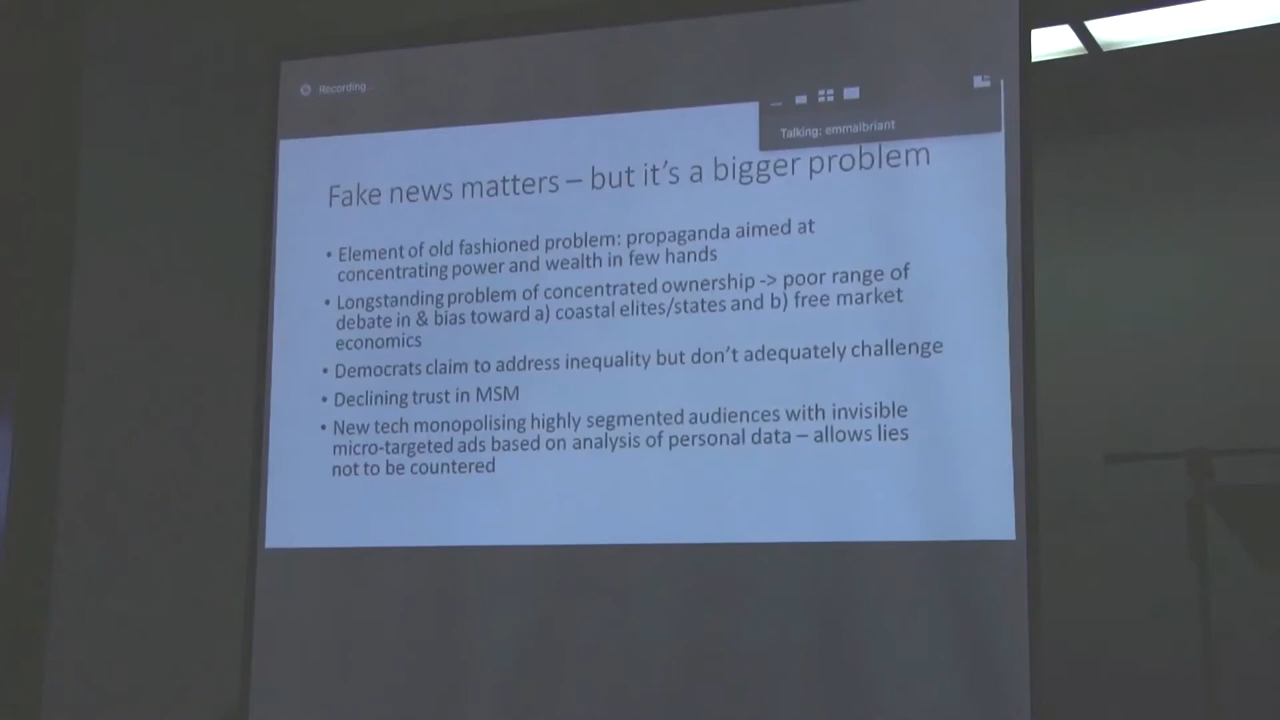 Recording...
Talking: emmalbriant
Fake news matters – but it's a bigger problem
• Element of old fashioned problem: propaganda aimed at
concentrating power and wealth in few hands
• Longstanding problem of concentrated ownership -> poor range of
debate in & bias toward a) coastal elites/states and b) free market
economics
• Democrats claim to address inequality but don't adequately challenge
• Declining trust in MSM
• New tech monopolising highly segmented audiences with invisible
micro-targeted ads based on analysis of personal data – allows lies
not to be countered